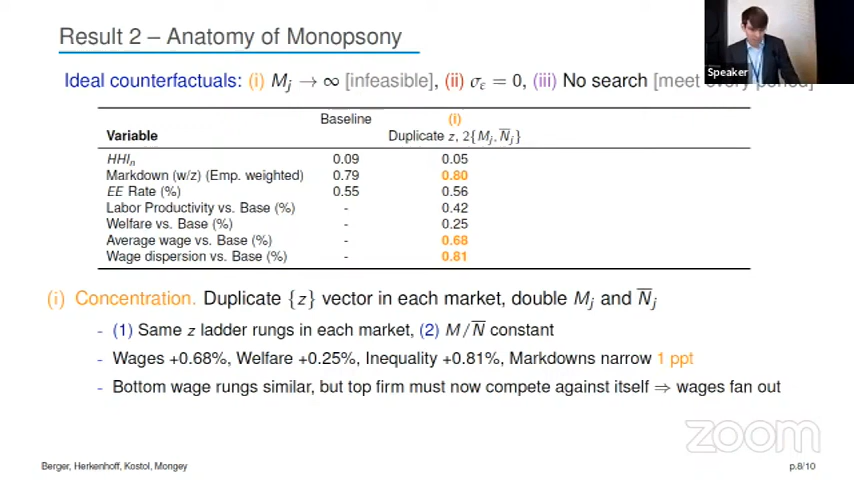 Result 2 – Anatomy of Monopsony
Speaker
Ideal counterfactuals: (i) Mⱼ → ∞ [infeasible], (ii) σ_ε = 0, (iii) No search [meet every period]
Baseline (i)
Variable Duplicate z, 2{Mⱼ, N̅ⱼ}
HHIₙ 0.09 0.05
Markdown (w/z) (Emp. weighted) 0.79 0.80
EE Rate (%) 0.55 0.56
Labor Productivity vs. Base (%) - 0.42
Welfare vs. Base (%) - 0.25
Average wage vs. Base (%) - 0.68
Wage dispersion vs. Base (%) - 0.81
(i) Concentration. Duplicate {z} vector in each market, double Mⱼ and N̅ⱼ
- (1) Same z ladder rungs in each market, (2) M/N̅ constant
- Wages +0.68%, Welfare +0.25%, Inequality +0.81%, Markdowns narrow 1 ppt
- Bottom wage rungs similar, but top firm must now compete against itself ⇒ wages fan out
zoom
Berger, Herkenhoff, Kostol, Mongey
p.8/10